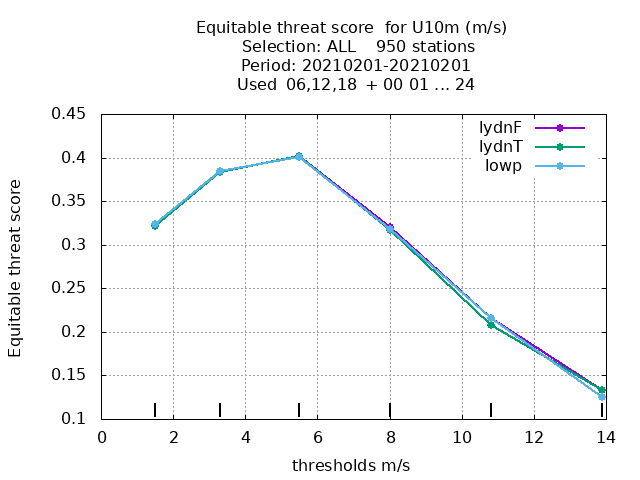 Equitable threat score  for U10m (m/s)
Selection: ALL    950 stations
Period: 20210201-20210201
Used  06,12,18  + 00 01 ... 24
0.45
0.4
0.35
0.3
0.25
0.2
0.15
0.1
Equitable threat score
lydnF
lydnT
lowp
0 2 4 6 8 10 12 14
thresholds m/s